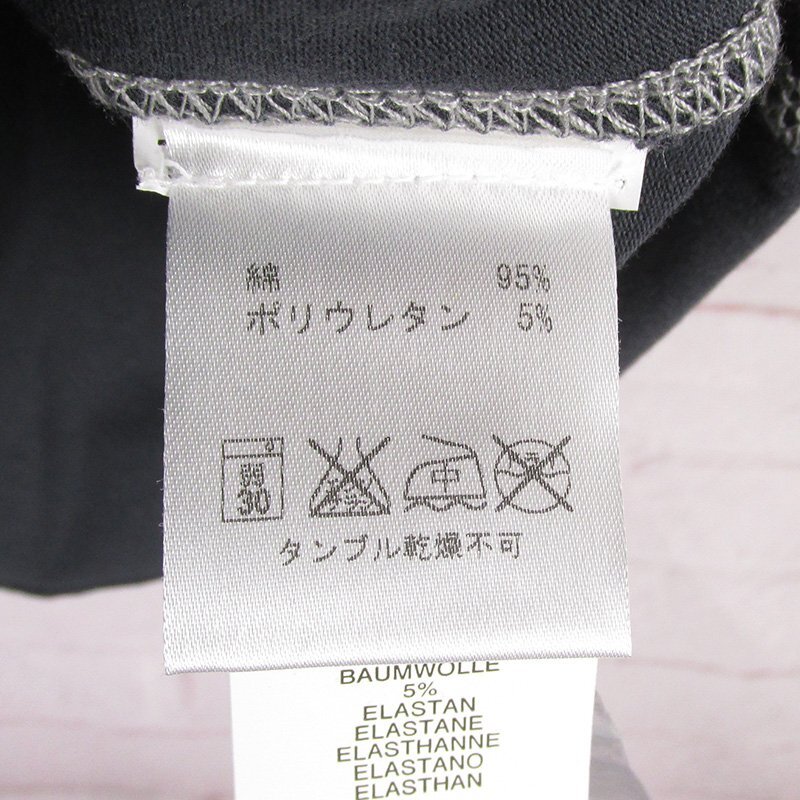 綿 95%
ポリウレタン 5%
弱
30
中
タンブル乾燥不可
BAUMWOLLE
5%
ELASTAN
ELASTANE
ELASTHANNE
ELASTANO
ELASTHAN